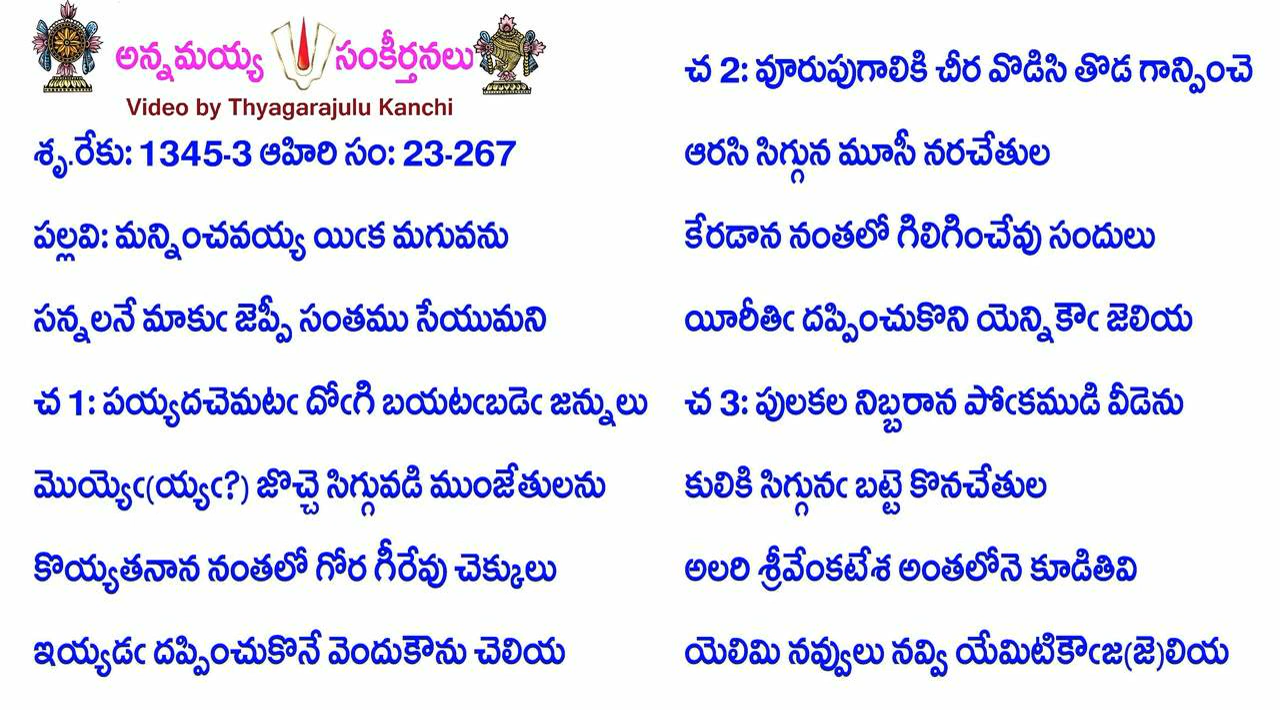 అన్నమయ్య సంకీర్తనలు
Video by Thyagarajulu Kanchi
శృ.రేకు: 1345-3 ఆహిరి సం: 23-267
పల్లవి: మన్నించవయ్య యిఁక మగువను
సన్నలనే మాకుఁ జెప్పీ సంతము సేయుమని
చ 1: పయ్యదచెమటఁ దోఁగి బయటఁబడెఁ జన్నులు
మొయ్యెఁ(య్యఁ?) జొచ్చె సిగ్గువడి ముంజేతులను
కొయ్యతనాన నంతలో గోర గీరేవు చెక్కులు
ఇయ్యడఁ దప్పించుకొనే వెందుకౌను చెలియ
చ 2: వూరుపుగాలికి చీర వొడిసి తొడ గాన్పించె
ఆరసి సిగ్గున మూసీ నరచేతుల
కేరడాన నంతలో గిలిగించేవు సందులు
యీరీతిఁ దప్పించుకొని యెన్నికౌఁ జెలియ
చ 3: పులకల నిబ్బరాన పోఁకముడి వీడెను
కులికి సిగ్గునఁ బట్టె కొనచేతుల
అలరి శ్రీవేంకటేశ అంతలోనె కూడితివి
యెలిమి నవ్వులు నవ్వి యేమిటికౌఁజ(జె)లియ